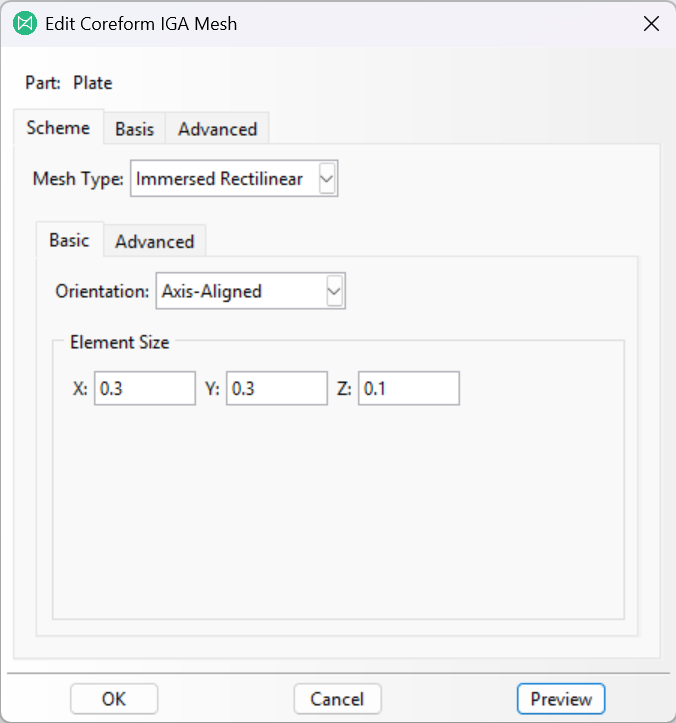 Edit Coreform IGA Mesh
Part: Plate
Scheme Basis Advanced
Mesh Type: Immersed Rectilinear
Basic Advanced
Orientation: Axis-Aligned
Element Size
X: 0.3 Y: 0.3 Z: 0.1
OK Cancel Preview